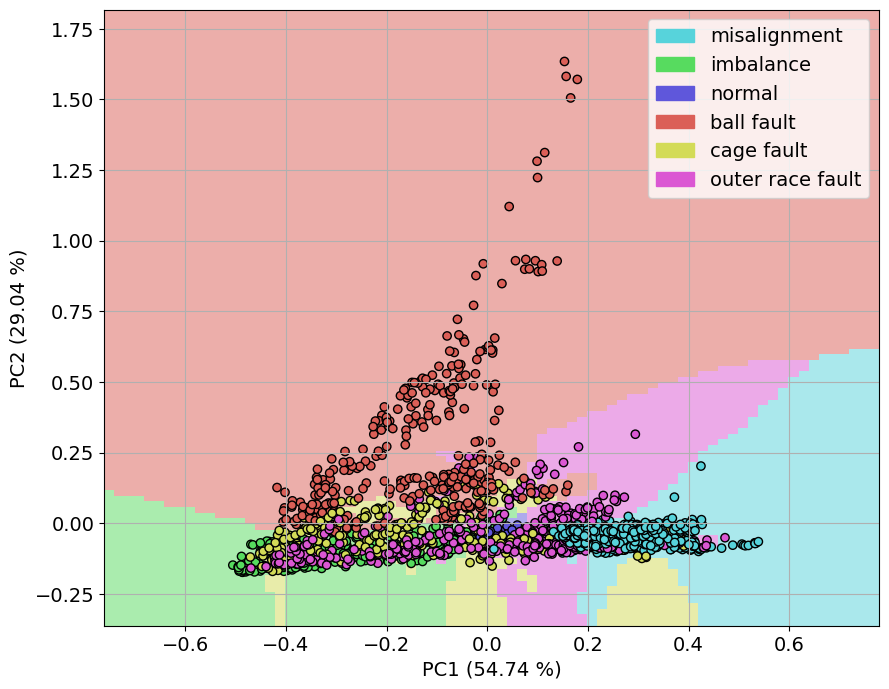 misalignment
imbalance
normal
ball fault
cage fault
outer race fault
PC2 (29.04 %)
1.75
1.50
1.25
1.00
0.75
0.50
0.25
0.00
−0.25
−0.6
−0.4
−0.2
0.0
0.2
0.4
0.6
PC1 (54.74 %)